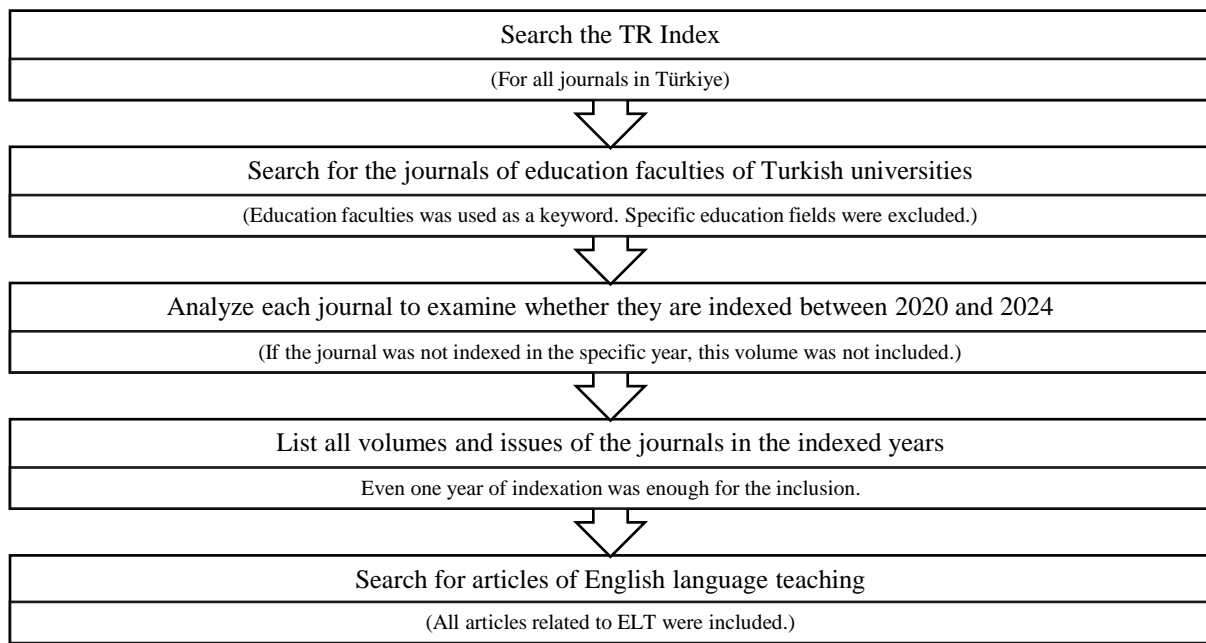 Search the TR Index
(For all journals in Türkiye)
Search for the journals of education faculties of Turkish universities
(Education faculties was used as a keyword. Specific education fields were excluded.)
Analyze each journal to examine whether they are indexed between 2020 and 2024
(If the journal was not indexed in the specific year, this volume was not included.)
List all volumes and issues of the journals in the indexed years
Even one year of indexation was enough for the inclusion.
Search for articles of English language teaching
(All articles related to ELT were included.)